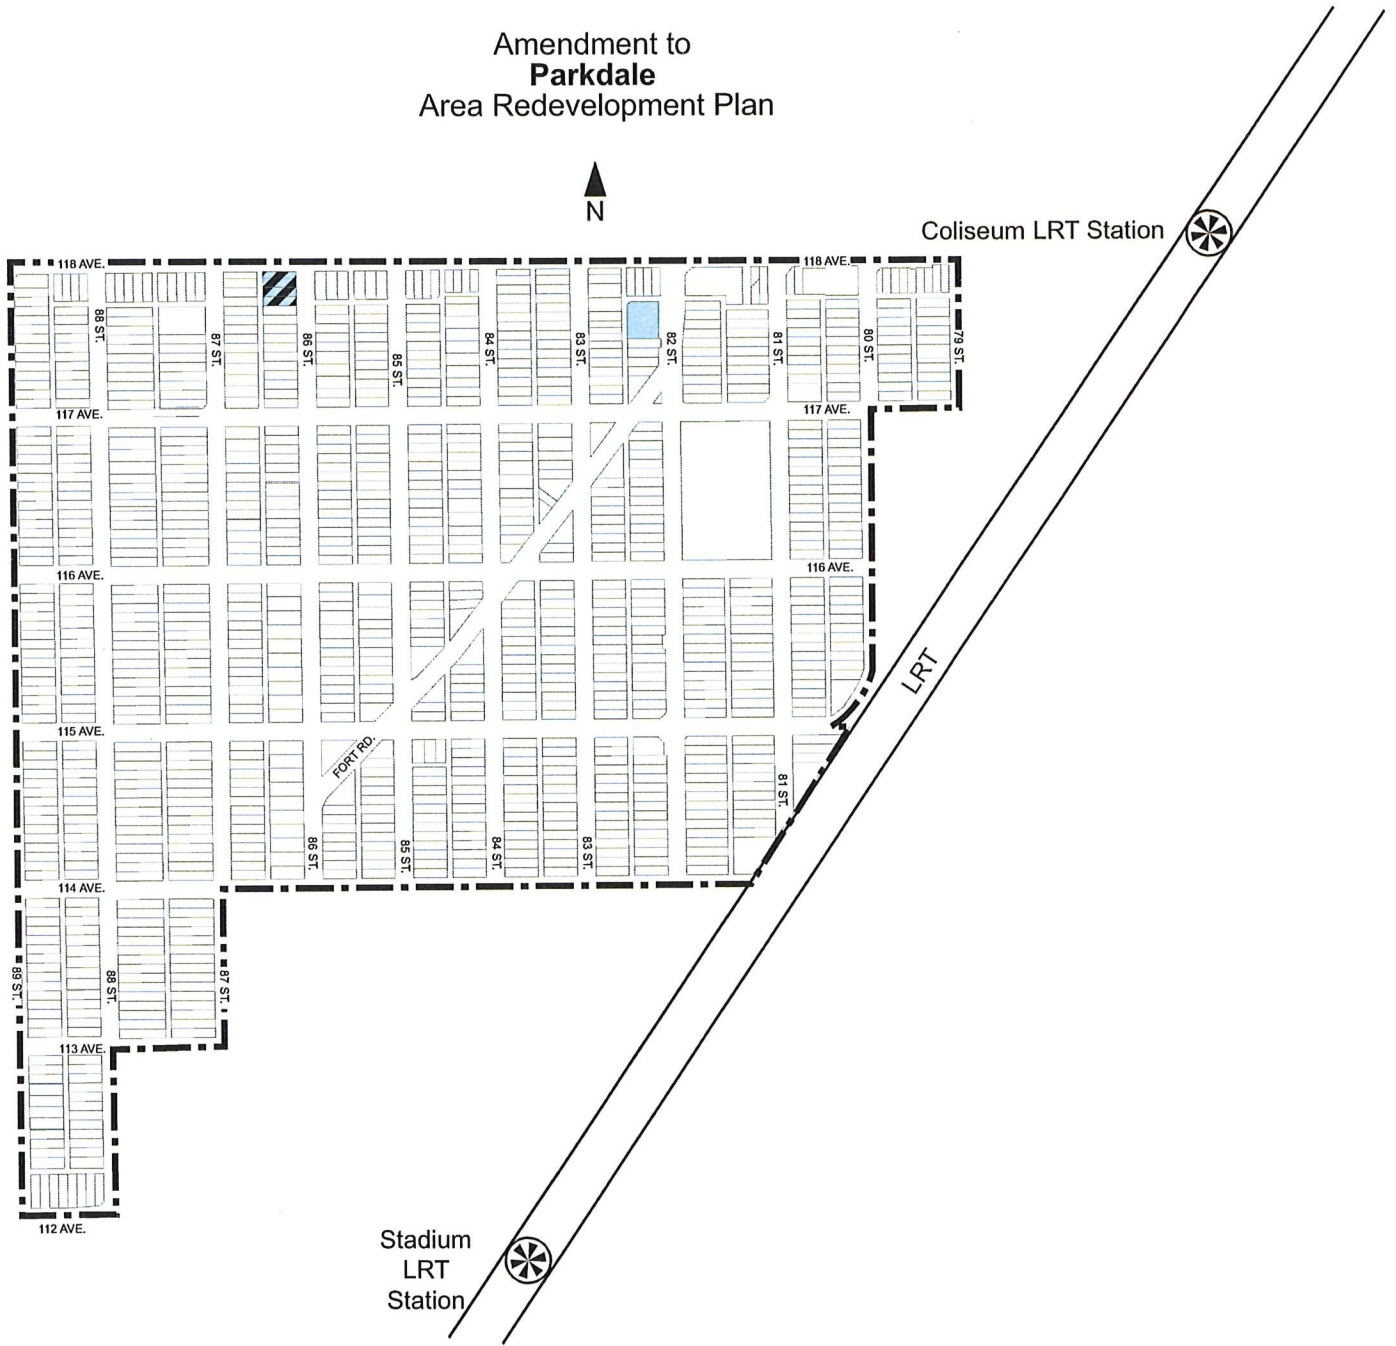 Amendment to
Parkdale
Area Redevelopment Plan
N
Coliseum LRT Station
118 AVE.
118 AVE.
88 ST.
87 ST.
86 ST.
85 ST.
84 ST.
83 ST.
82 ST.
81 ST.
80 ST.
79 ST.
117 AVE.
117 AVE.
116 AVE.
116 AVE.
LRT
115 AVE.
FORT RD.
81 ST.
86 ST.
85 ST.
84 ST.
83 ST.
114 AVE.
89 ST.
88 ST.
87 ST.
113 AVE.
112 AVE.
Stadium
LRT
Station